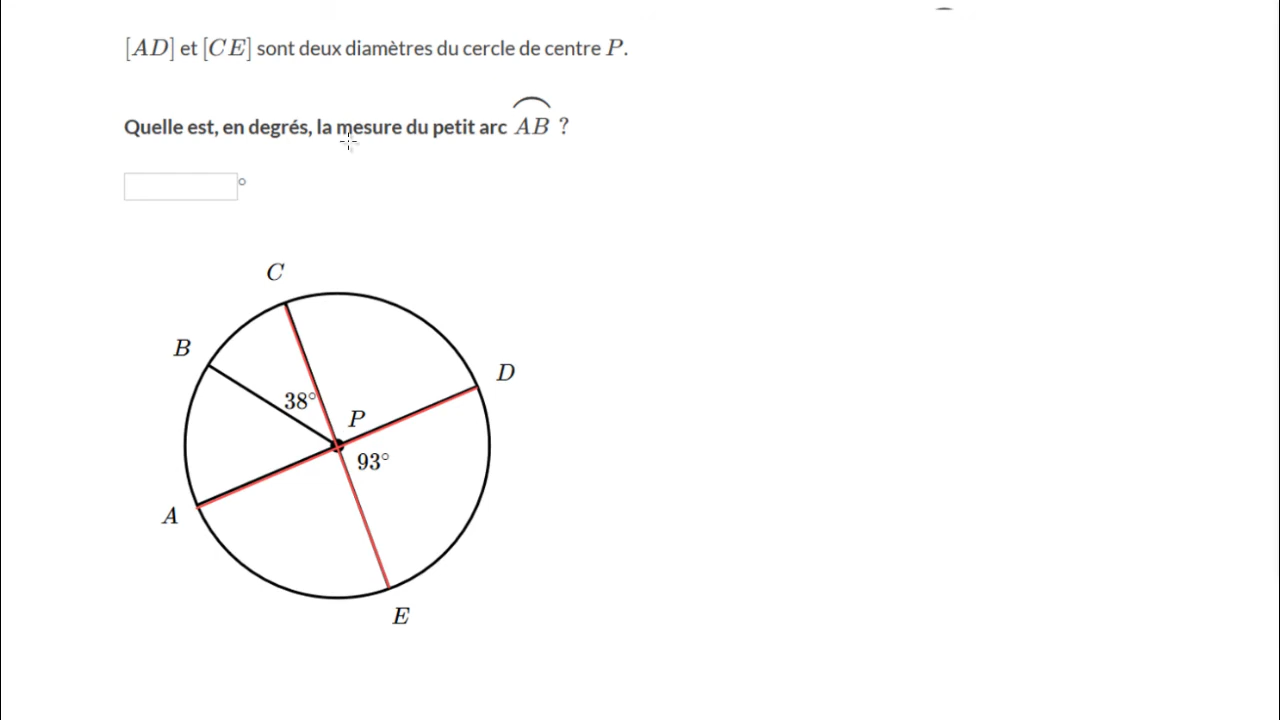 [AD] et [CE] sont deux diamètres du cercle de centre P.
Quelle est, en degrés, la mesure du petit arc AB ?
°
C
B
D
38°
P
93°
A
E